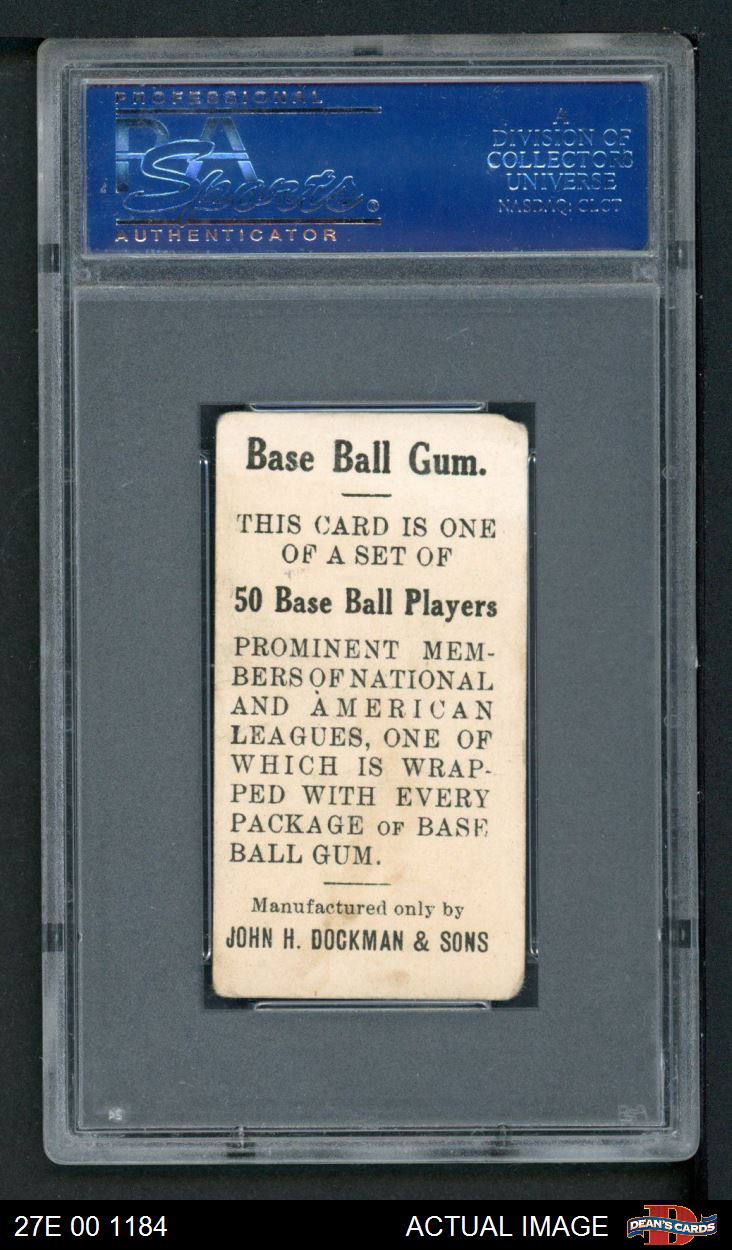 PROFESSIONAL
PSA
Sports®
AUTHENTICATOR
A
DIVISION OF
COLLECTORS
UNIVERSE
NASDAQ: CLCT
Base Ball Gum.
THIS CARD IS ONE
OF A SET OF
50 Base Ball Players
PROMINENT MEM-
BERS OF NATIONAL
AND AMERICAN
LEAGUES, ONE OF
WHICH IS WRAP-
PED WITH EVERY
PACKAGE OF BASE
BALL GUM.
Manufactured only by
JOHN H. DOCKMAN & SONS
27E 00 1184
ACTUAL IMAGE
DEAN'S CARDS